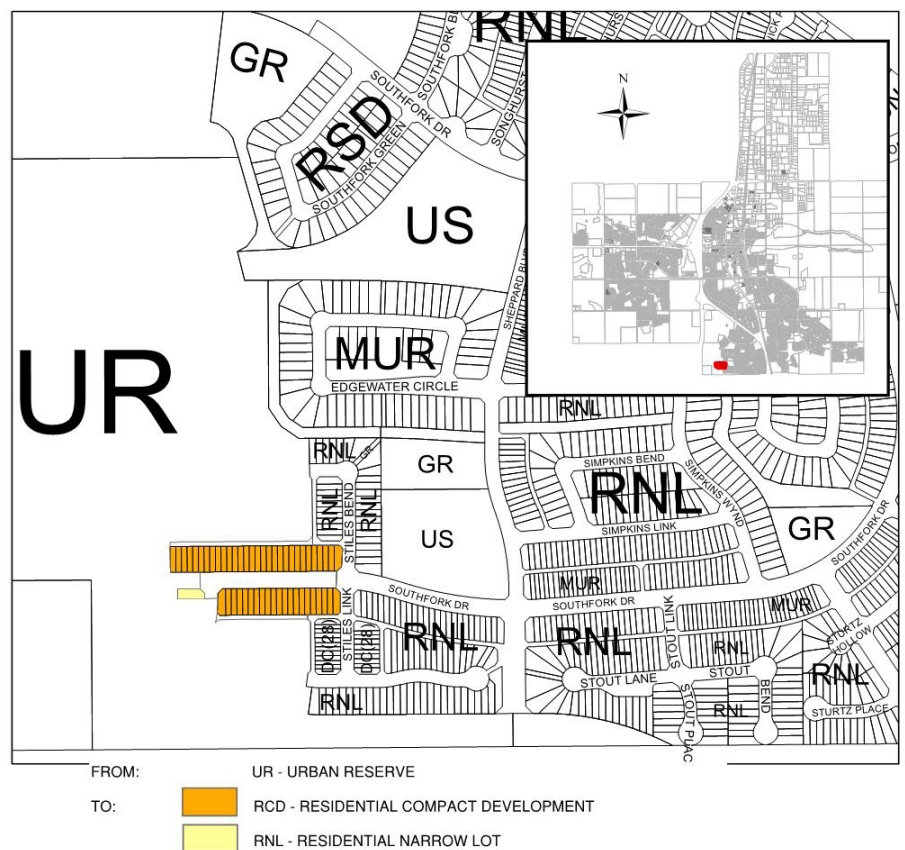 RNL
GR
SOUTHFORK DR
SOUTHFORK BL
SONGHURST
N
RSD
SOUTHFORK GREEN
US
SHEPPARD BLVD
UR
MUR
EDGEWATER CIRCLE
RNL
RNL
GR
GR
SIMPKINS BEND
SIMPKINS WYND
RNL
RNL
STILES BEND
RNL
US
SIMPKINS LINK
GR
SOUTHFORK DR
MUR
SOUTHFORK DR
SOUTHFORK DR
MUR
STILES LINK
STOUT LINK
DC(28)
DC(28)
RNL
RNL
RNL
STURTZ
HOLLOW
STOUT LANE
STOUT
BEND
RNL
RNL
STOUT PLAC
RNL
STURTZ PLACE
FROM:
UR - URBAN RESERVE
TO:
RCD - RESIDENTIAL COMPACT DEVELOPMENT
RNL - RESIDENTIAL NARROW LOT